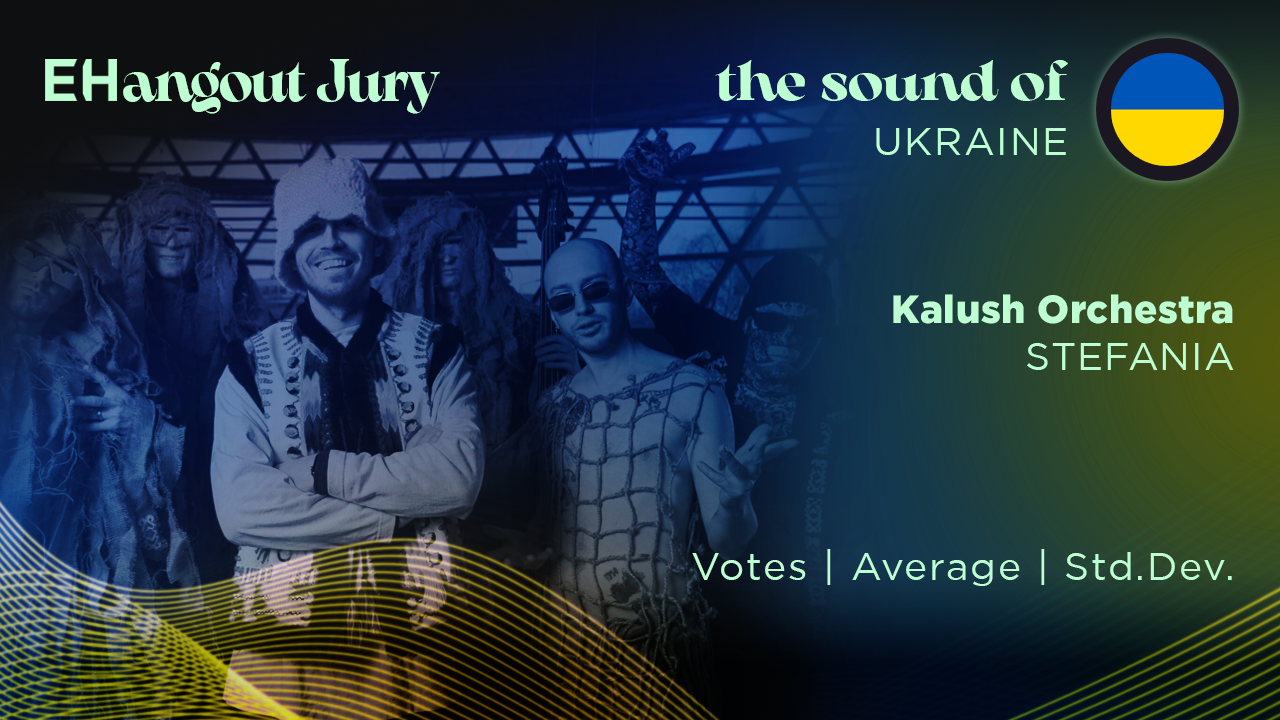 EHangout Jury
the sound of
UKRAINE
Kalush Orchestra
STEFANIA
Votes | Average | Std.Dev.